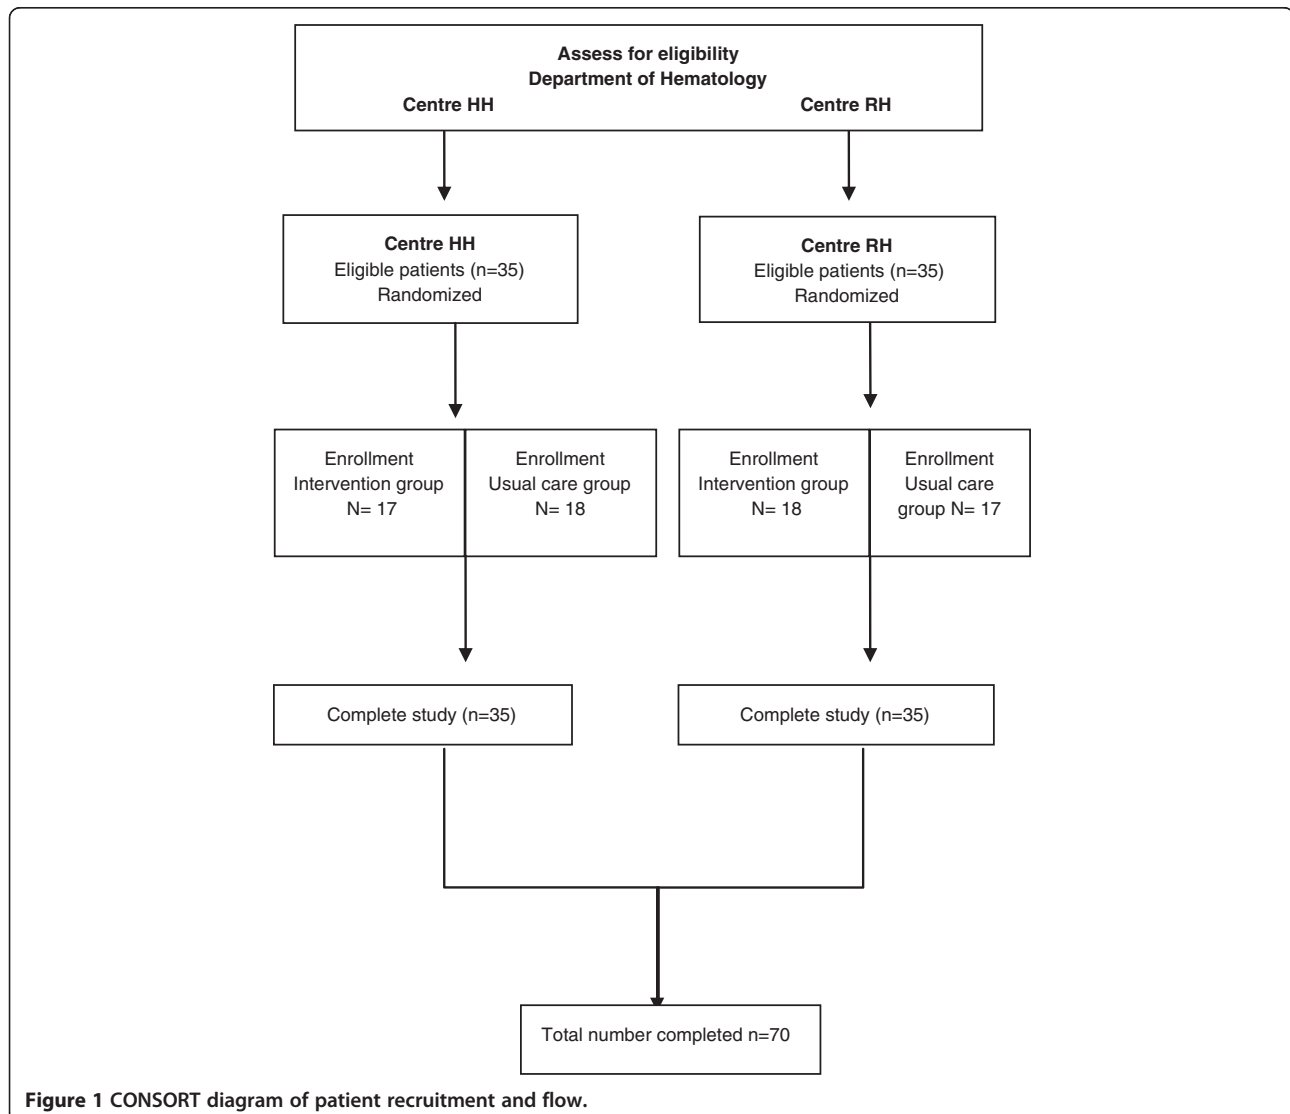 Assess for eligibility
Department of Hematology
Centre HH
Centre RH
Centre HH
Eligible patients (n=35)
Randomized
Centre RH
Eligible patients (n=35)
Randomized
Enrollment
Intervention group
N= 17
Enrollment
Usual care group
N= 18
Enrollment
Intervention group
N= 18
Enrollment
Usual care
group N= 17
Complete study (n=35)
Complete study (n=35)
Total number completed n=70
Figure 1 CONSORT diagram of patient recruitment and flow.